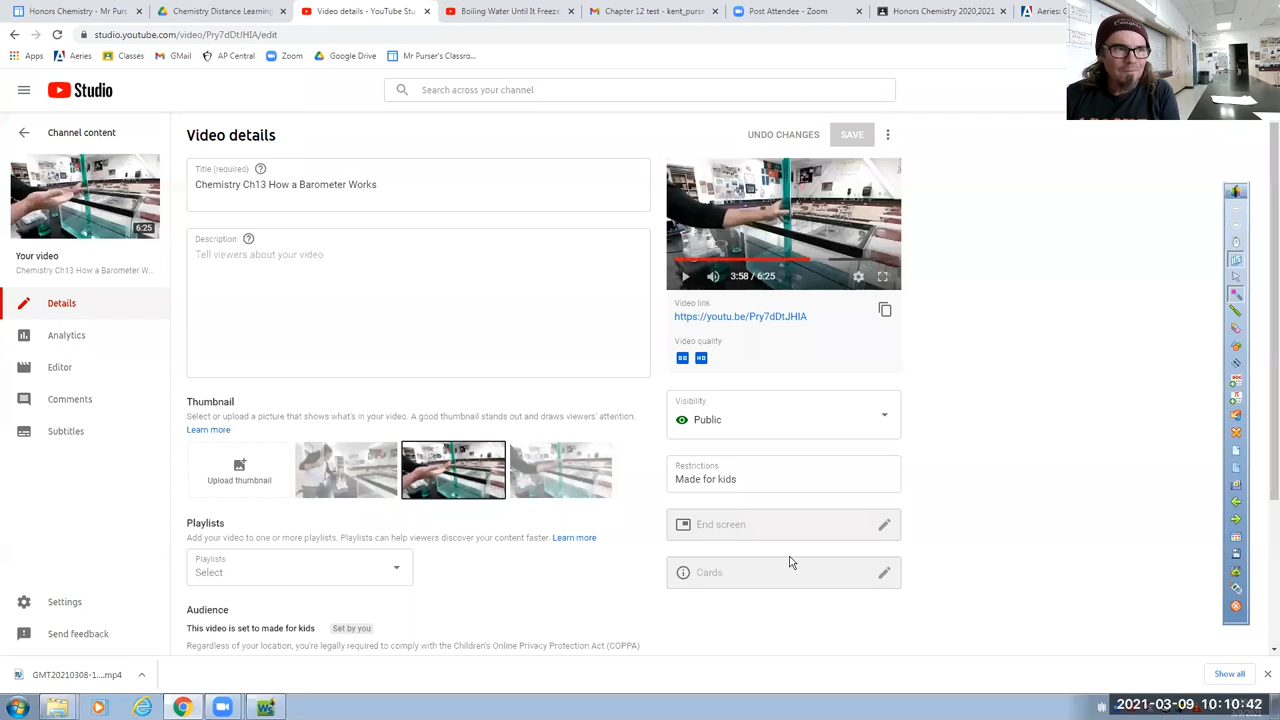 Honors Chemistry - Mr Purs
Chemistry Distance Learning
Video details - YouTube Stu
Boiling Water Until It Freeze
Chapter 12 test - kent_purse
Post Attendee - Zoom
Honors Chemistry 2020,2021
Aeries: G
studio.youtube.com/video/Pry7dDtJHIA/edit
Apps
Aeries
Classes
GMail
AP Central
Zoom
Google Drive
Mr Purser's Classro...
Studio
Search across your channel
Channel content
Video details
UNDO CHANGES
SAVE
Title (required)
Chemistry Ch13 How a Barometer Works
6:25
Description
Tell viewers about your video
Your video
Chemistry Ch13 How a Barometer W...
3:58 / 6:25
Details
Video link
https://youtu.be/Pry7dDtJHIA
Analytics
Video quality
SD HD
Editor
Comments
Subtitles
Thumbnail
Select or upload a picture that shows what's in your video. A good thumbnail stands out and draws viewers' attention.
Learn more
Visibility
Public
Upload thumbnail
Restrictions
Made for kids
Playlists
Add your video to one or more playlists. Playlists can help viewers discover your content faster. Learn more
End screen
Playlists
Select
Cards
Settings
Audience
This video is set to made for kids Set by you
Send feedback
Regardless of your location, you're legally required to comply with the Children's Online Privacy Protection Act (COPPA)
GMT20210308-1....mp4
Show all
2021-03-09 10:10:42